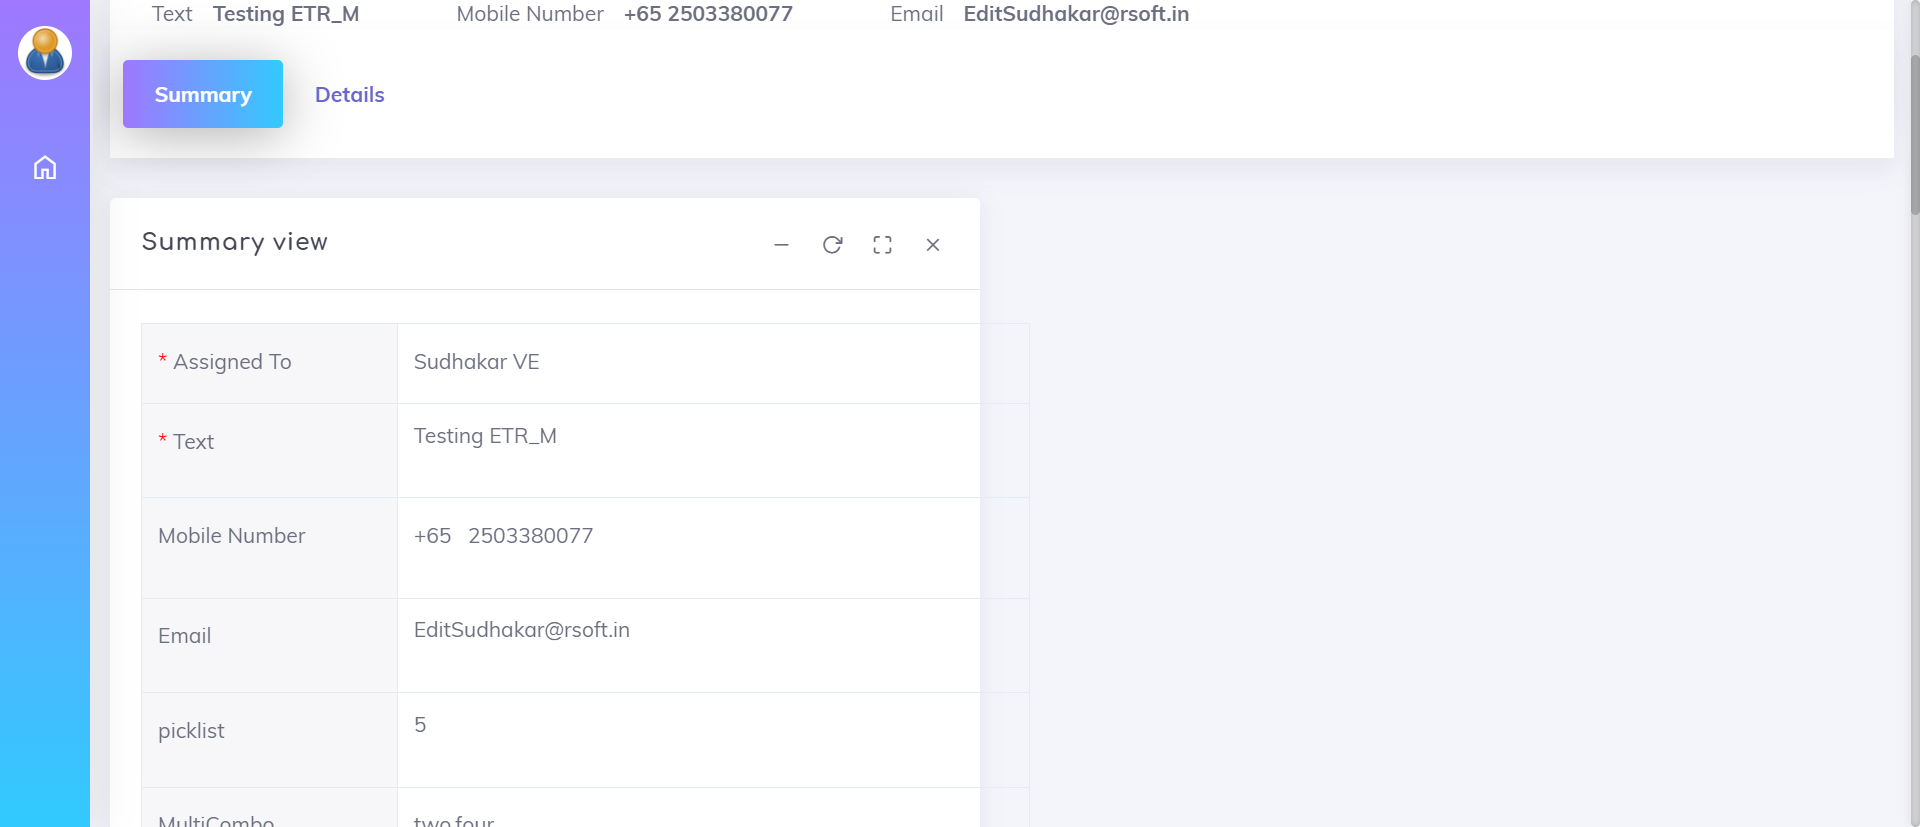 Text Testing ETR_M Mobile Number +65 2503380077 Email EditSudhakar@rsoft.in
Summary Details
Summary view
* Assigned To Sudhakar VE
* Text Testing ETR_M
Mobile Number +65 2503380077
Email EditSudhakar@rsoft.in
picklist 5
MultiCombo two,four